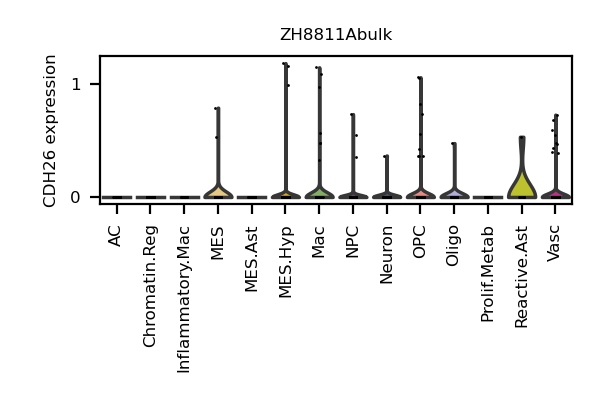 ZH8811Abulk
CDH26 expression
1
0
AC
Chromatin.Reg
Inflammatory.Mac
MES
MES.Ast
MES.Hyp
Mac
NPC
Neuron
OPC
Oligo
Prolif.Metab
Reactive.Ast
Vasc